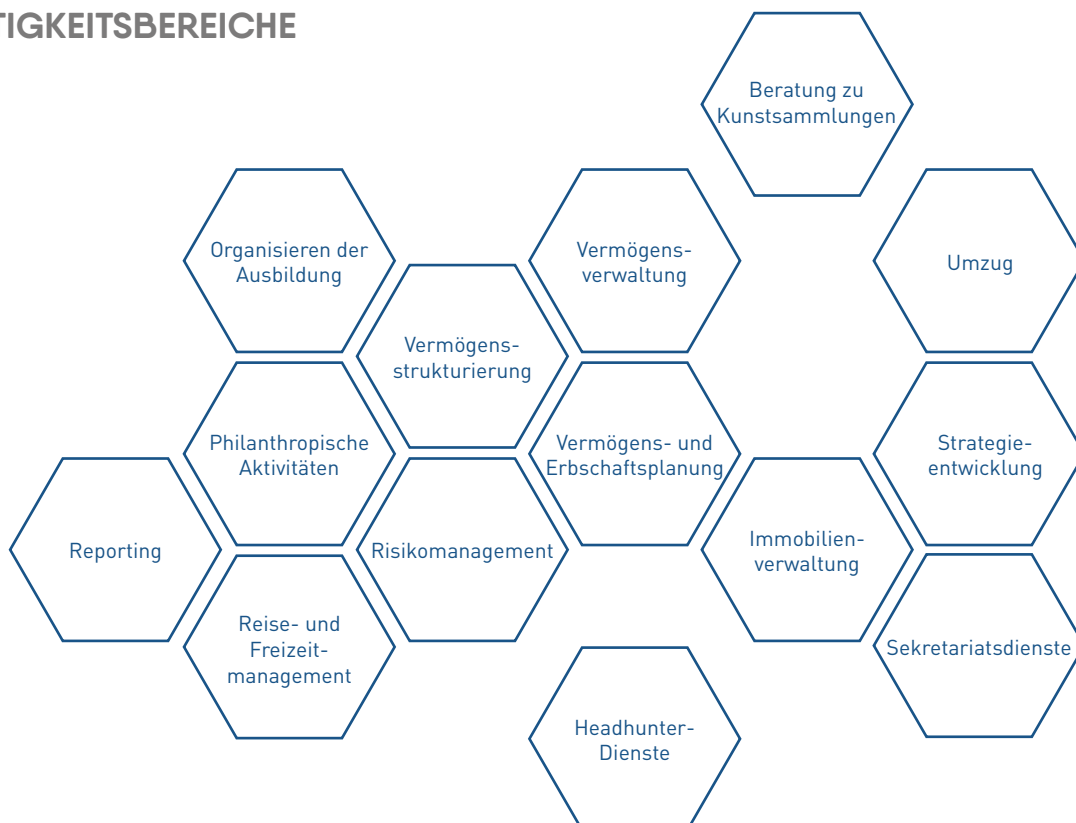 TIGKEITSBEREICHE
Beratung zu
Kunstsammlungen
Organisieren der
Ausbildung
Vermögens-
verwaltung
Umzug
Vermögens-
strukturierung
Philanthropische
Aktivitäten
Vermögens- und
Erbschaftsplanung
Strategie-
entwicklung
Reporting
Risikomanagement
Immobilien-
verwaltung
Reise- und
Freizeit-
management
Sekretariatsdienste
Headhunter-
Dienste